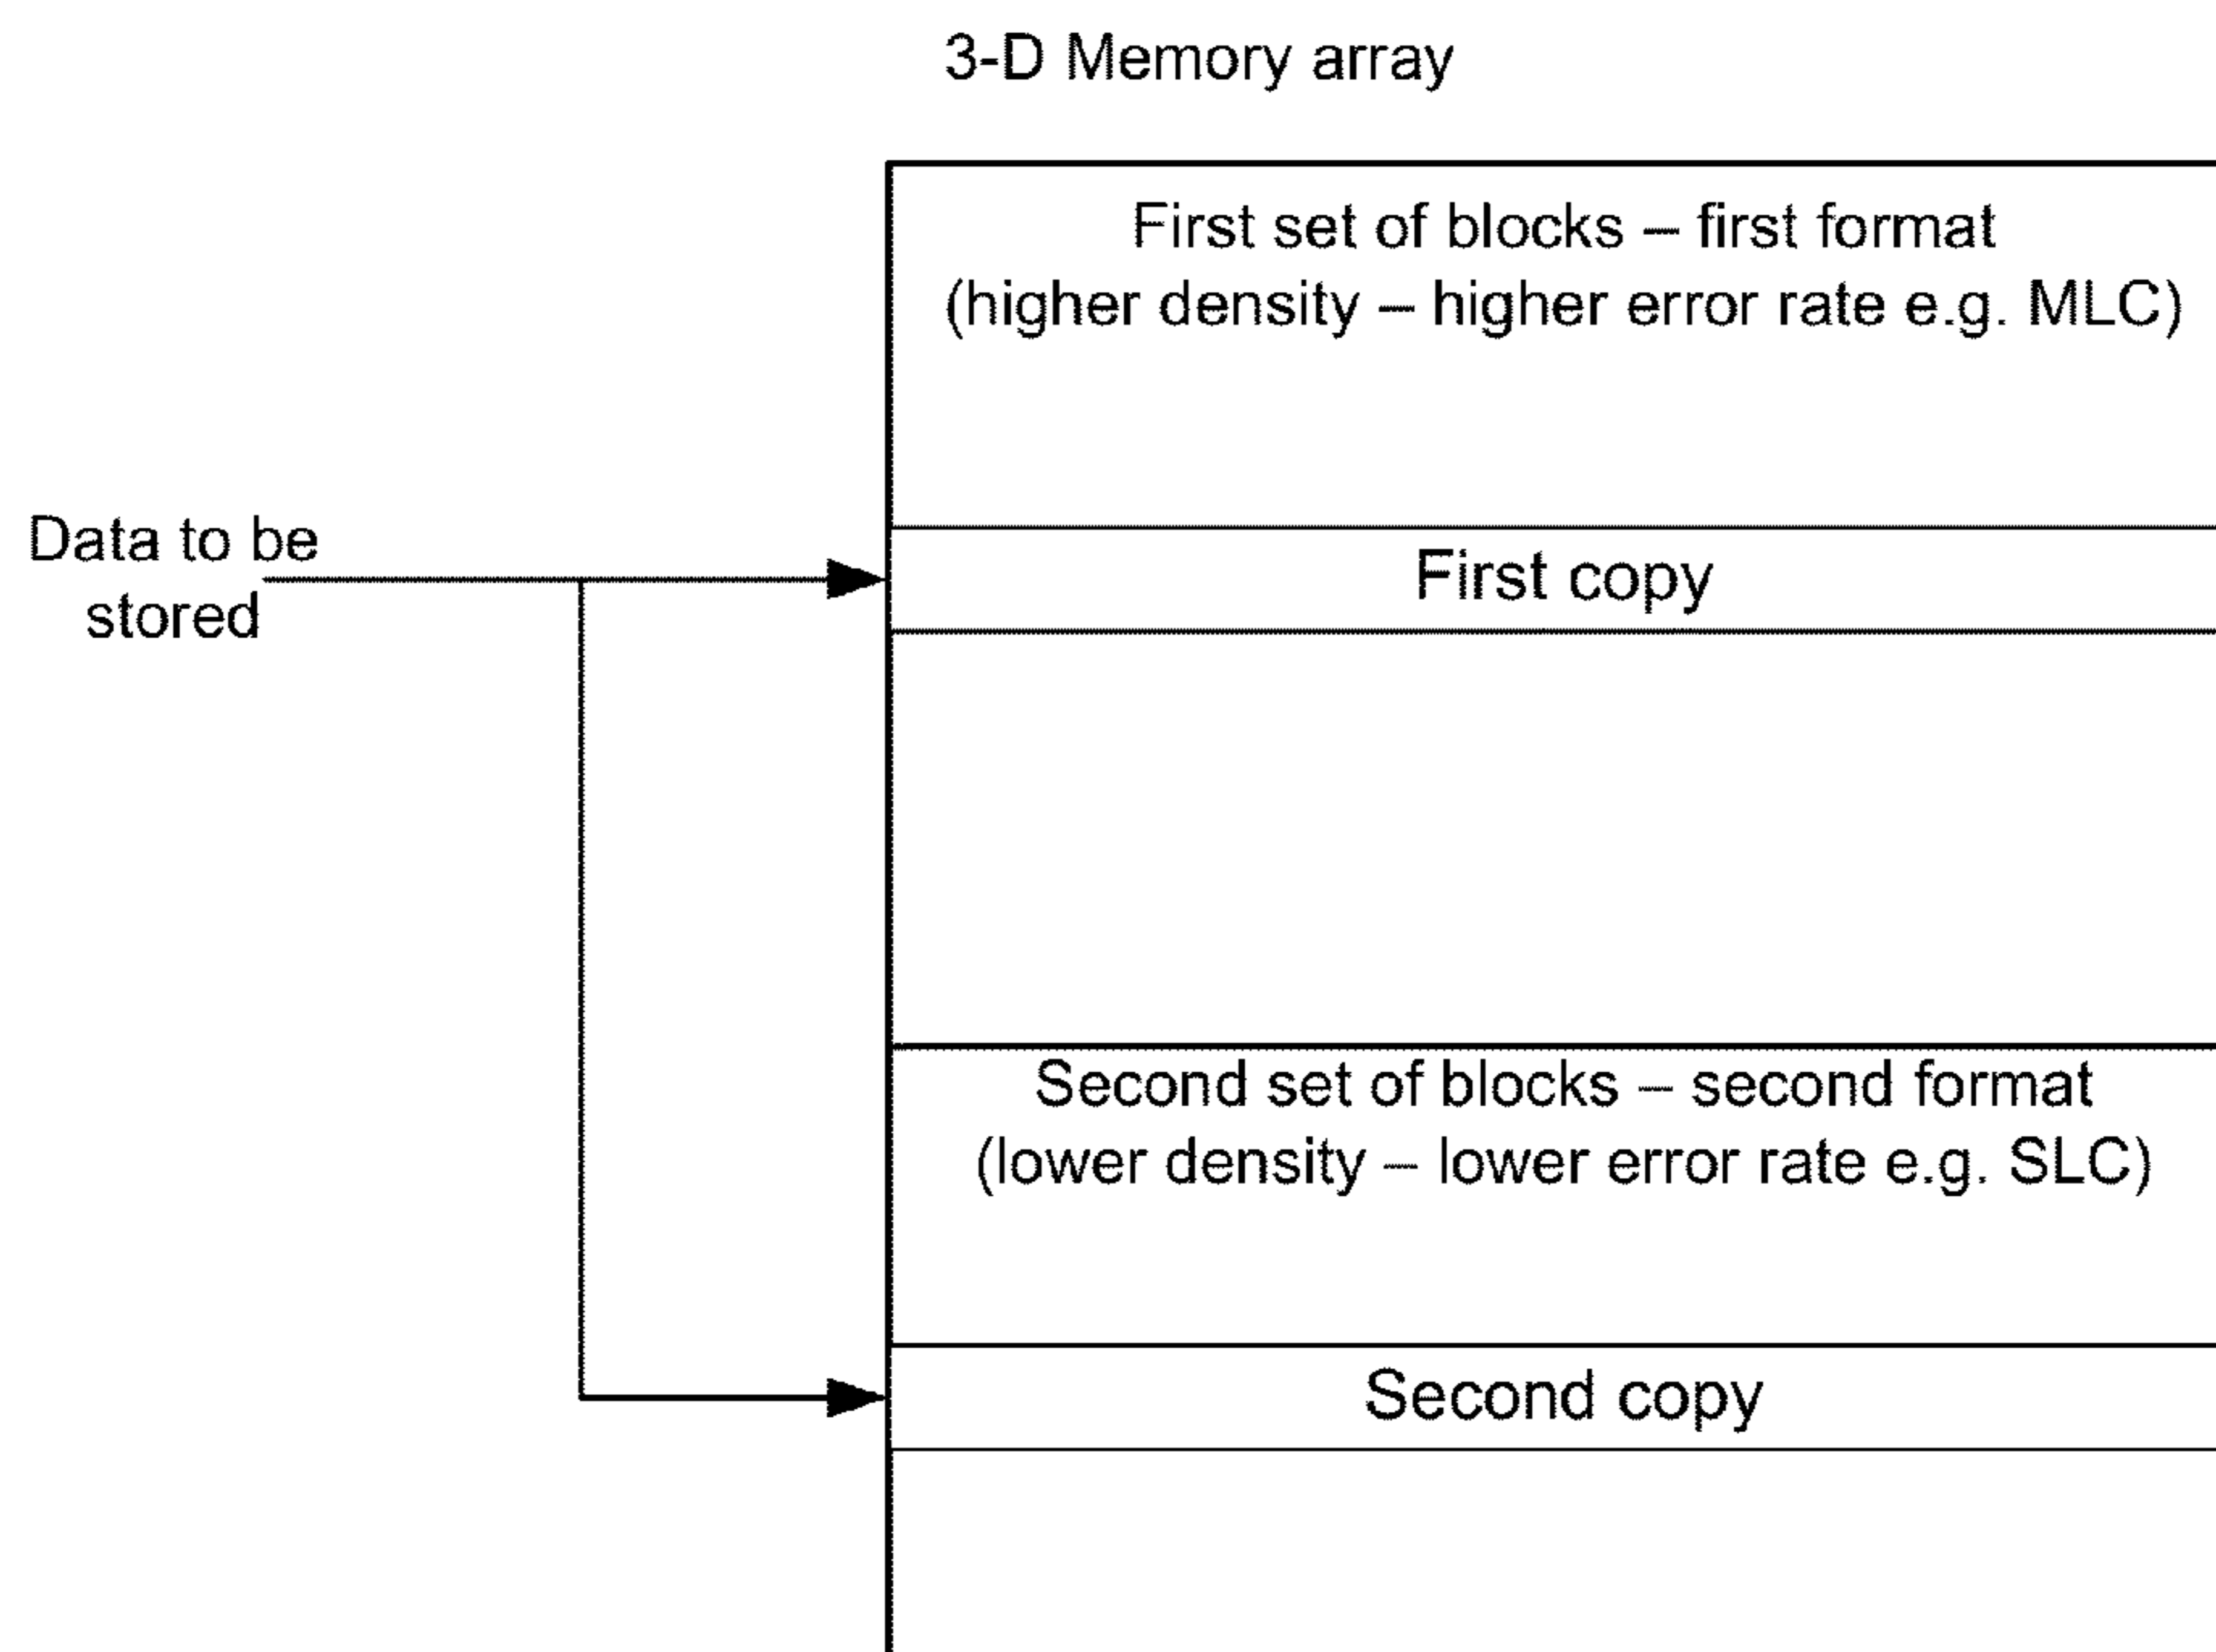 3-D Memory array
First set of blocks – first format
(higher density – higher error rate e.g. MLC)
Data to be
stored
First copy
Second set of blocks – second format
(lower density – lower error rate e.g. SLC)
Second copy